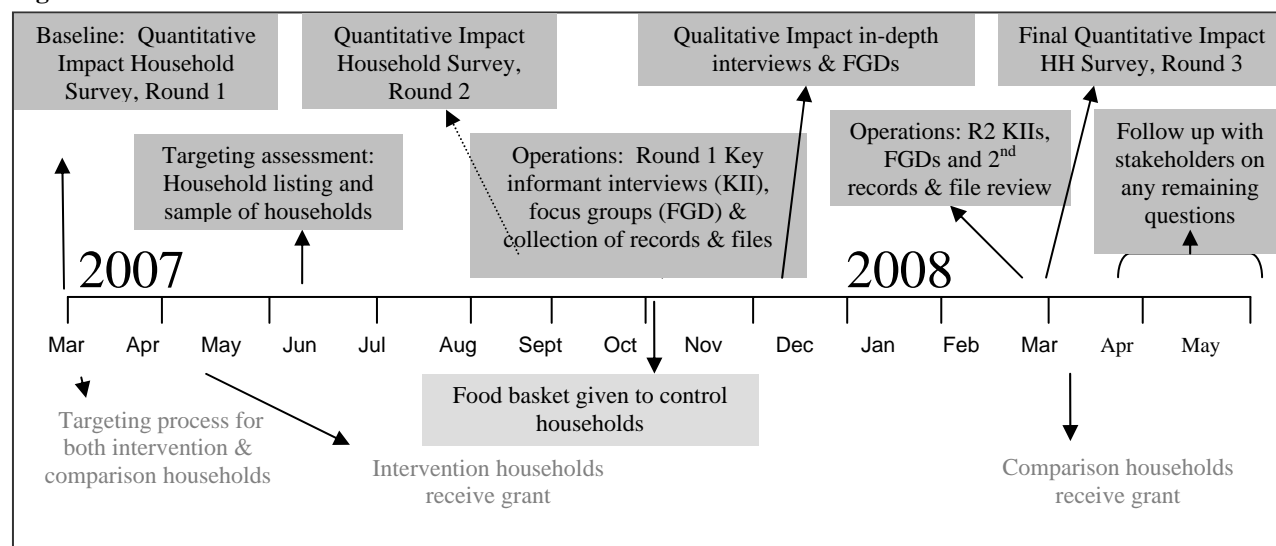 Baseline: Quantitative
Impact Household
Survey, Round 1
Quantitative Impact
Household Survey,
Round 2
Qualitative Impact in-depth
interviews & FGDs
Final Quantitative Impact
HH Survey, Round 3
Targeting assessment:
Household listing and
sample of households
Operations: Round 1 Key
informant interviews (KII),
focus groups (FGD) &
collection of records & files
Operations: R2 KIIs,
FGDs and 2nd
records & file review
Follow up with
stakeholders on
any remaining
questions
2007
2008
Mar Apr May Jun Jul Aug Sept Oct Nov Dec Jan Feb Mar Apr May
Food basket given to control
households
Targeting process for
both intervention &
comparison households
Intervention households
receive grant
Comparison households
receive grant